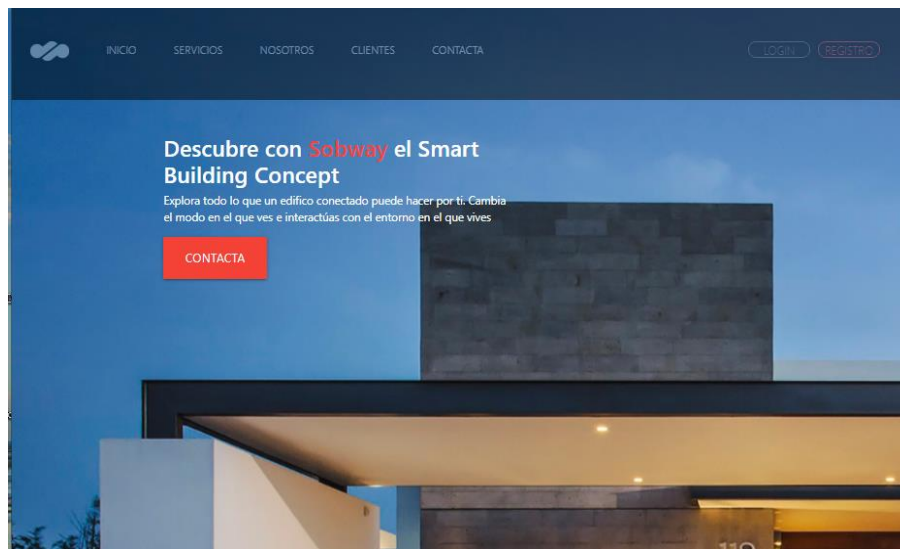 INICIO SERVICIOS NOSOTROS CLIENTES CONTACTA LOGIN REGISTRO
Descubre con Sobway el Smart
Building Concept
Explora todo lo que un edifico conectado puede hacer por ti. Cambia
el modo en el que ves e interactúas con el entorno en el que vives
CONTACTA